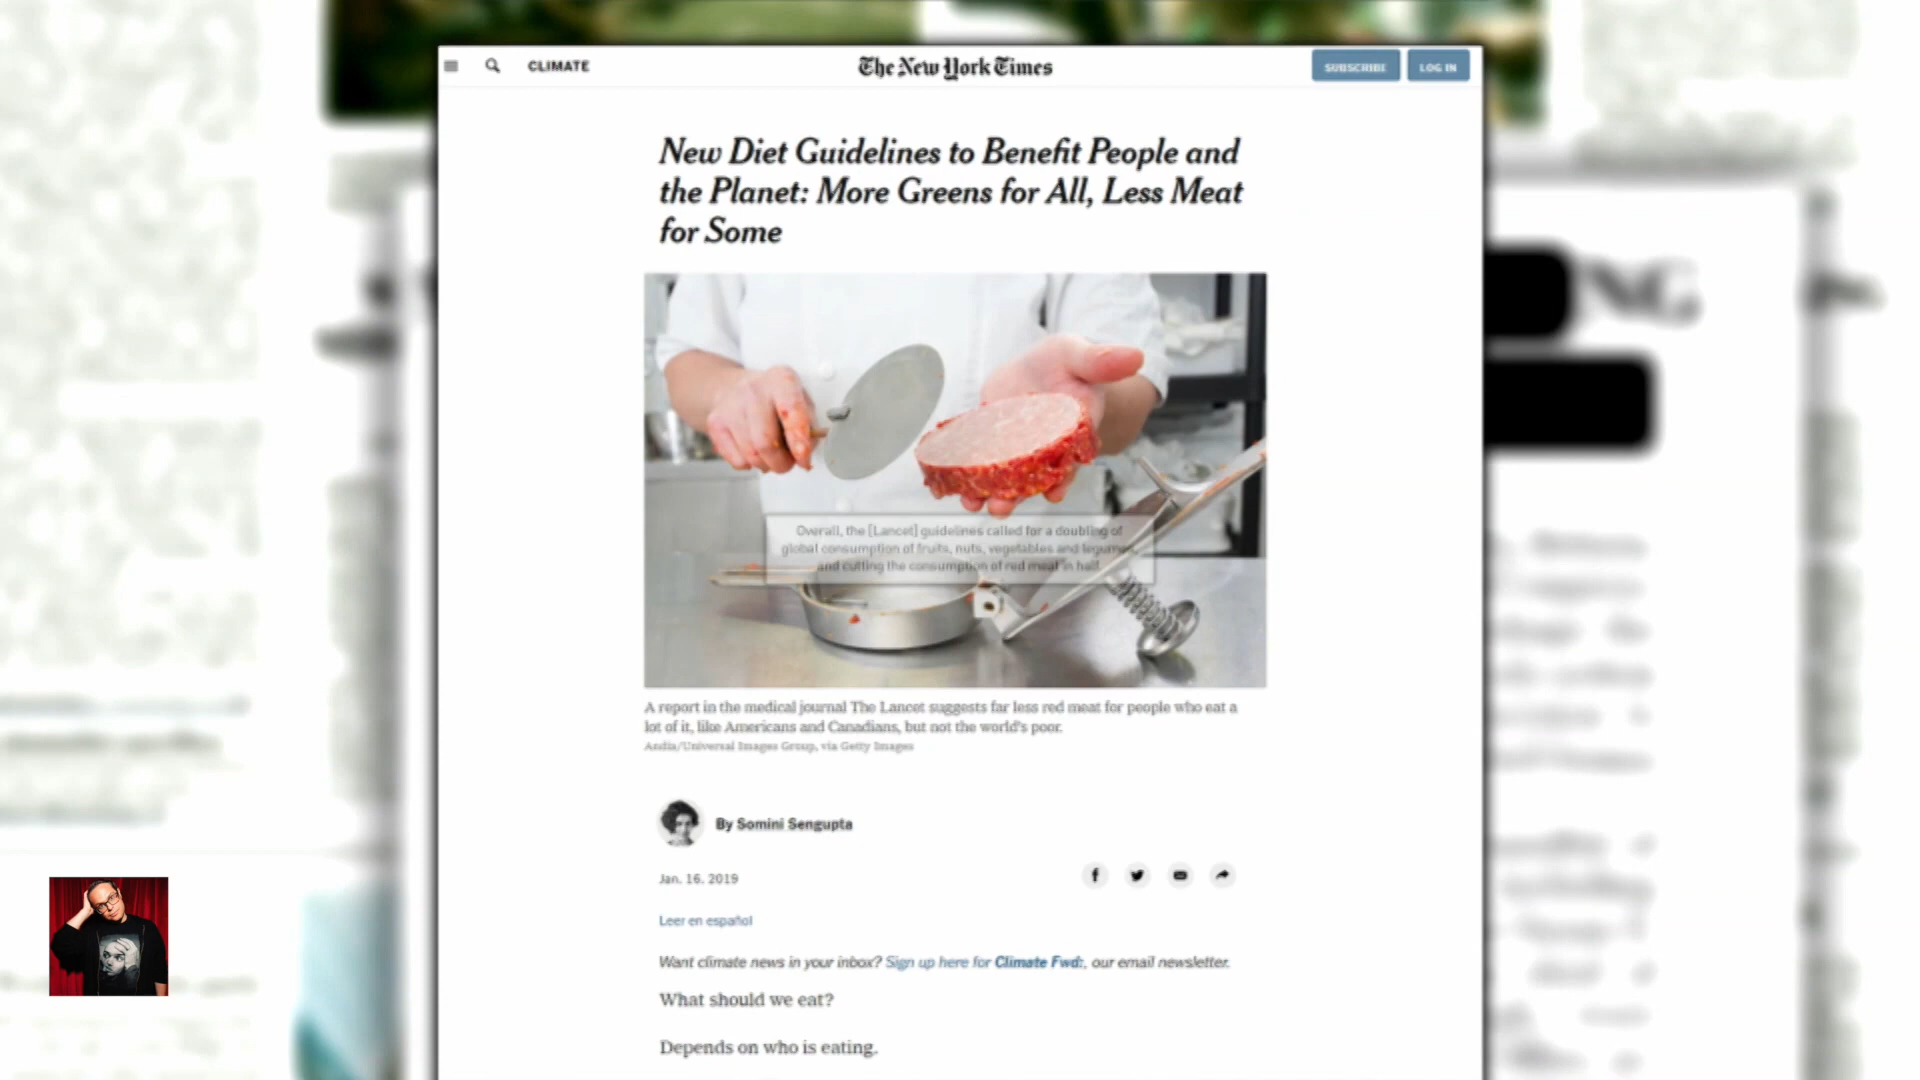 CLIMATE
The New York Times
SUBSCRIBE
LOG IN
New Diet Guidelines to Benefit People and
the Planet: More Greens for All, Less Meat
for Some
Overall, the [Lancet] guidelines called for a doubling of
global consumption of fruits, nuts, vegetables and legumes,
and cutting the consumption of red meat in half.
A report in the medical journal The Lancet suggests far less red meat for people who eat a
lot of it, like Americans and Canadians, but not the world's poor.
Andia/Universal Images Group, via Getty Images
By Somini Sengupta
Jan. 16, 2019
Leer en español
Want climate news in your inbox? Sign up here for Climate Fwd:, our email newsletter.
What should we eat?
Depends on who is eating.